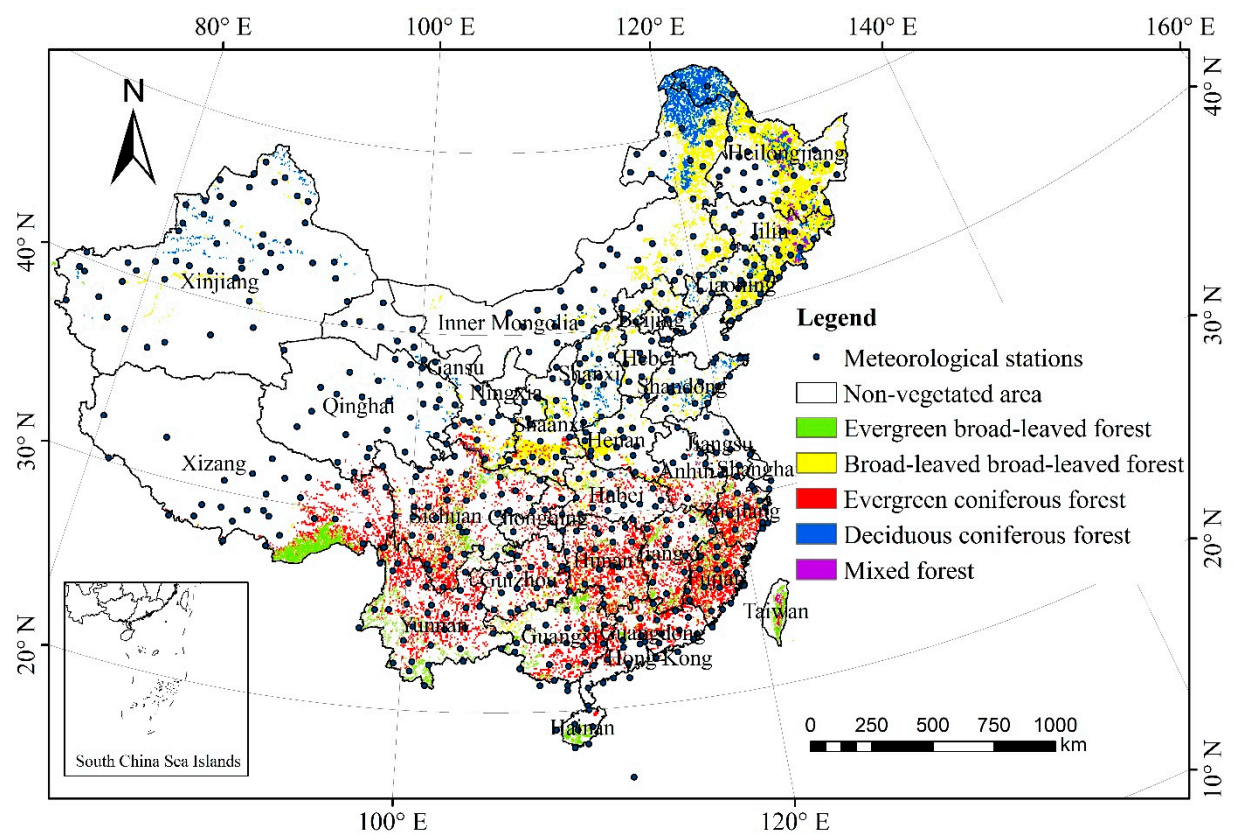 80° E
100° E
120° E
140° E
160° E
N
40° N
40° N
30° N
30° N
20° N
20° N
10° N
Heilongjiang
Jilin
Liaoning
Xinjiang
Inner Mongolia
Beijing
Hebei
Gansu
Shanxi
Shandong
Ningxia
Qinghai
Shaanxi
Henan
Jiangsu
Xizang
Anhui
Shangha
Hubei
Sichuan
Chongqing
Zhejiang
Hunan
Jiangxi
Guizhou
Fujian
Taiwan
Yunnan
Guangxi
Guangdong
Hong Kong
Hainan
Legend
Meteorological stations
Non-vegetated area
Evergreen broad-leaved forest
Broad-leaved broad-leaved forest
Evergreen coniferous forest
Deciduous coniferous forest
Mixed forest
South China Sea Islands
0 250 500 750 1000
km
100° E
120° E